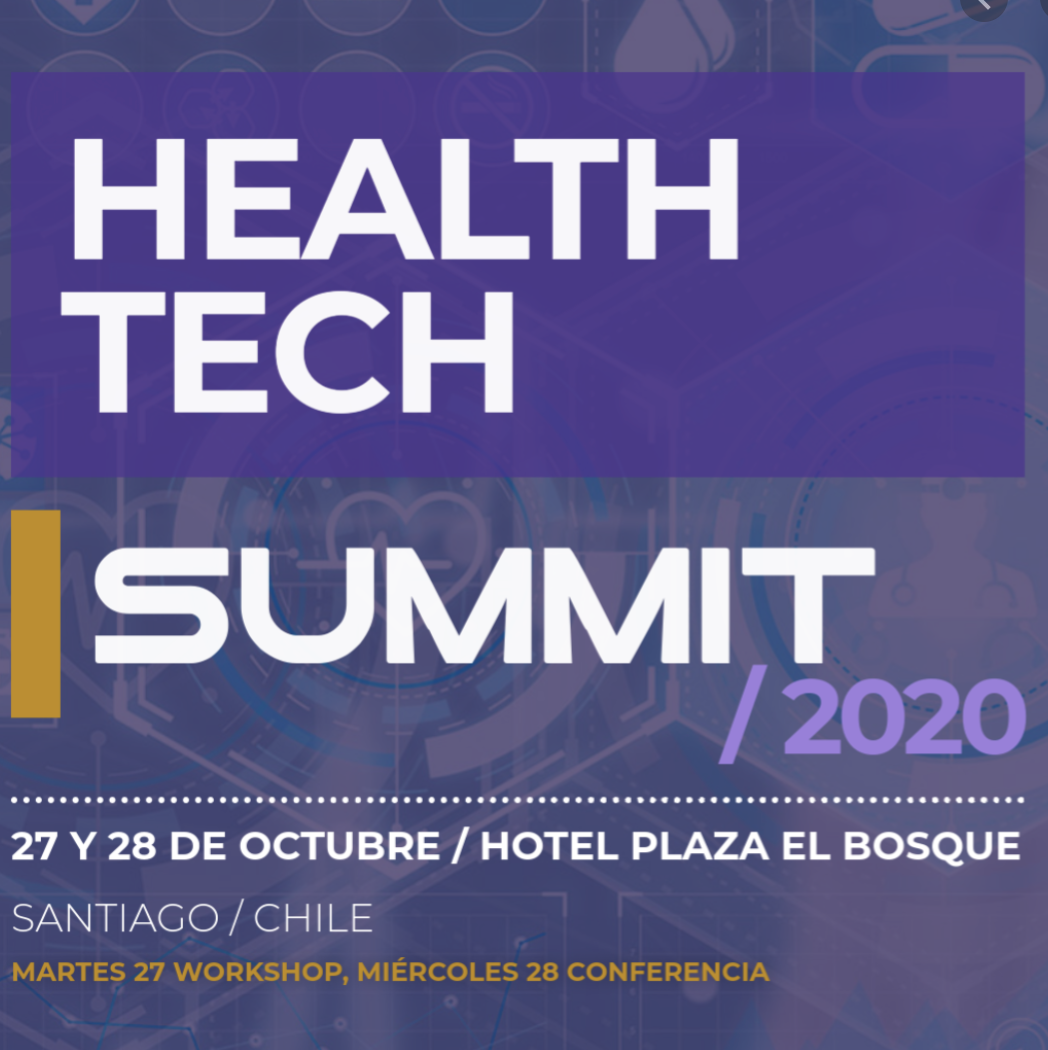 HEALTH
TECH
SUMMIT
/ 2020
27 Y 28 DE OCTUBRE / HOTEL PLAZA EL BOSQUE
SANTIAGO / CHILE
MARTES 27 WORKSHOP, MIÉRCOLES 28 CONFERENCIA